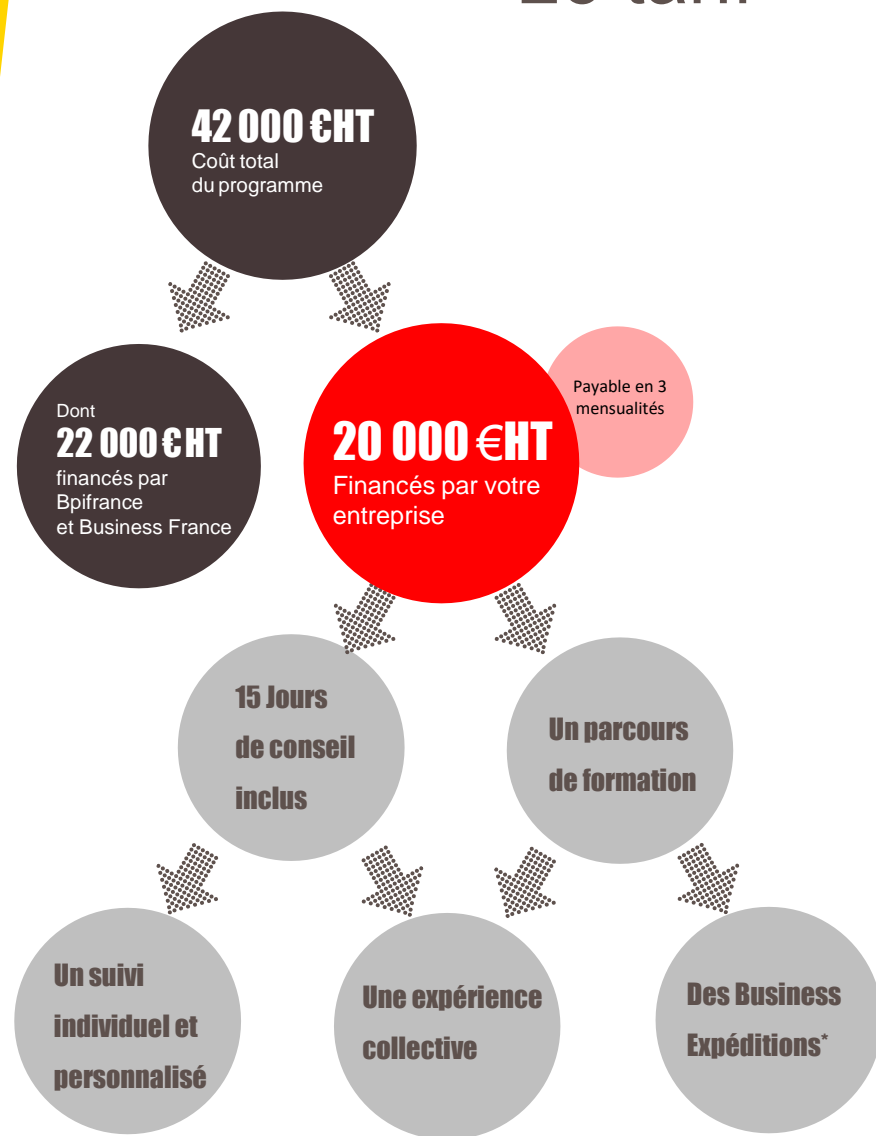 42 000 €HT
Coût total
du programme
Dont
22 000 €HT
financés par
Bpifrance
et Business France
20 000 €HT
Financés par votre
entreprise
Payable en 3
mensualités
15 Jours
de conseil
inclus
Un parcours
de formation
Un suivi
individuel et
personnalisé
Une expérience
collective
Des Business
Expéditions*